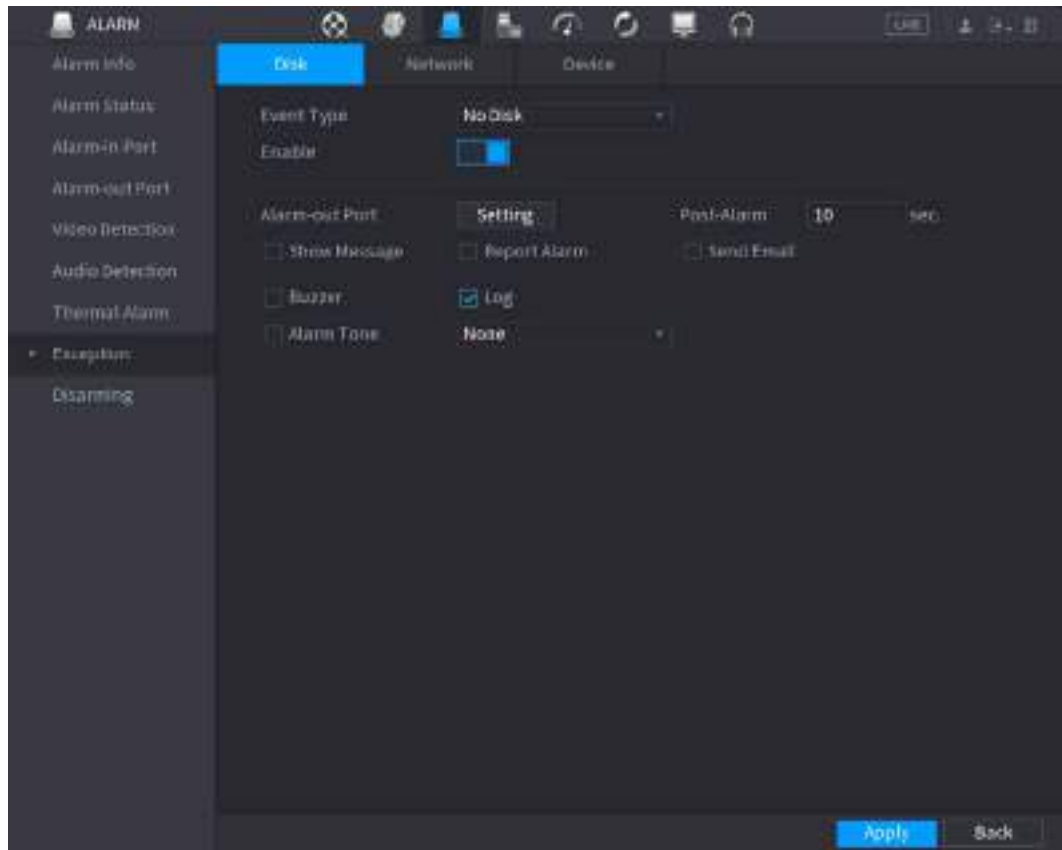 ALARM
LIVE
Alarm Info
Alarm Status
Alarm-in Port
Alarm-out Port
Video Detection
Audio Detection
Thermal Alarm
Exception
Disarming
Disk Network Device
Event Type No Disk
Enable
Alarm-out Port Setting Post-Alarm 10 sec.
Show Message Report Alarm Send Email
Buzzer Log
Alarm Tone None
Apply Back